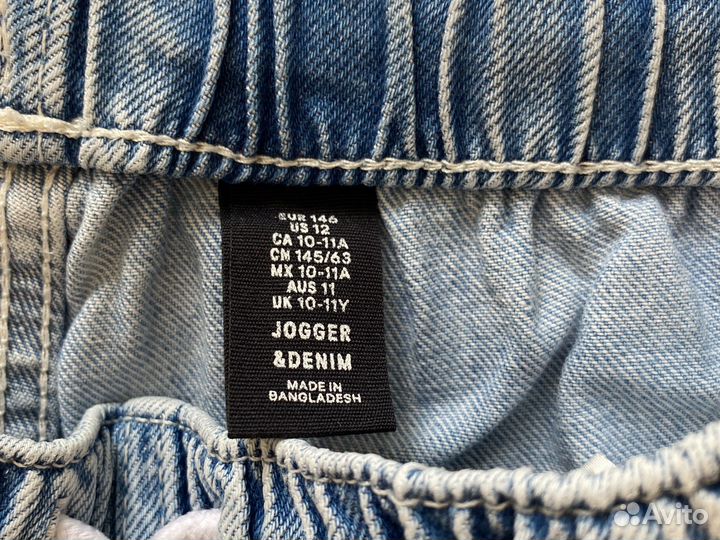 EUR 146
US 12
CA 10-11A
CN 145/63
MX 10-11A
AUS 11
UK 10-11Y
JOGGER
&DENIM
MADE IN
BANGLADESH
Avito